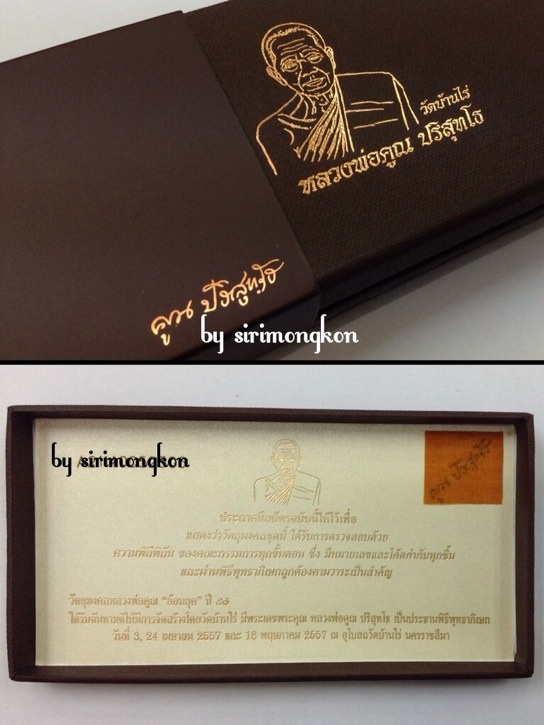 วัดบ้านไร่
หลวงพ่อคูณ ปริสุทโธ
คูณ ปริสุทโธ
by sirimongkon
by sirimongkon
คูณ ปริสุทโธ
ประกาศนียบัตรฉบับนี้ให้ไว้เพื่อ
แสดงว่าวัตถุมงคลชุดนี้ ได้รับการตรวจสอบด้วย
ความพิถีพิถัน ของคณะกรรมการทุกขั้นตอน ซึ่ง มีหมายเลขและโค้ดกำกับทุกชิ้น
และผ่านพิธีพุทธาภิเษกถูกต้องตามวาระเป็นสำคัญ
วัตถุมงคลหลวงพ่อคูณ "ย้อนยุค" ปี
ได้รับฉันทานุมัติให้มีการจัดสร้างโดยวัดบ้านไร่ มีพระเดชพระคุณ หลวงพ่อคูณ ปริสุทโธ เป็นประธานพิธีพุทธาภิเษก
วันที่ 3, 24 เมษายน 2557 และ 16 พฤษภาคม 2557 ณ อุโบสถวัดบ้านไร่ นครราชสีมา